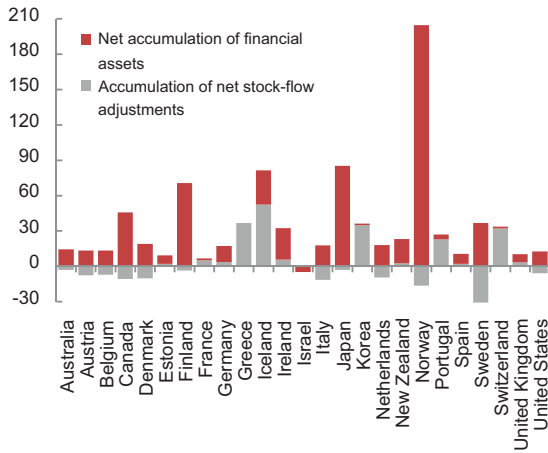 210
180
150
120
90
60
30
0
-30
Net accumulation of financial
assets
Accumulation of net stock-flow
adjustments
Australia
Austria
Belgium
Canada
Denmark
Estonia
Finland
France
Germany
Greece
Iceland
Ireland
Israel
Italy
Japan
Korea
Netherlands
New Zealand
Norway
Portugal
Spain
Sweden
Switzerland
United Kingdom
United States